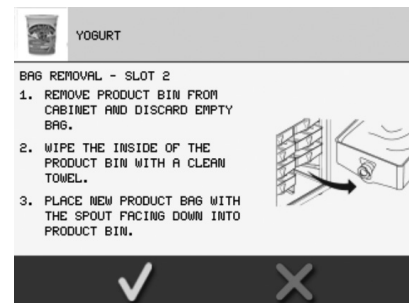 YOGURT
BAG REMOVAL - SLOT 2
1. REMOVE PRODUCT BIN FROM
CABINET AND DISCARD EMPTY
BAG.
2. WIPE THE INSIDE OF THE
PRODUCT BIN WITH A CLEAN
TOWEL.
3. PLACE NEW PRODUCT BAG WITH
THE SPOUT FACING DOWN INTO
PRODUCT BIN.